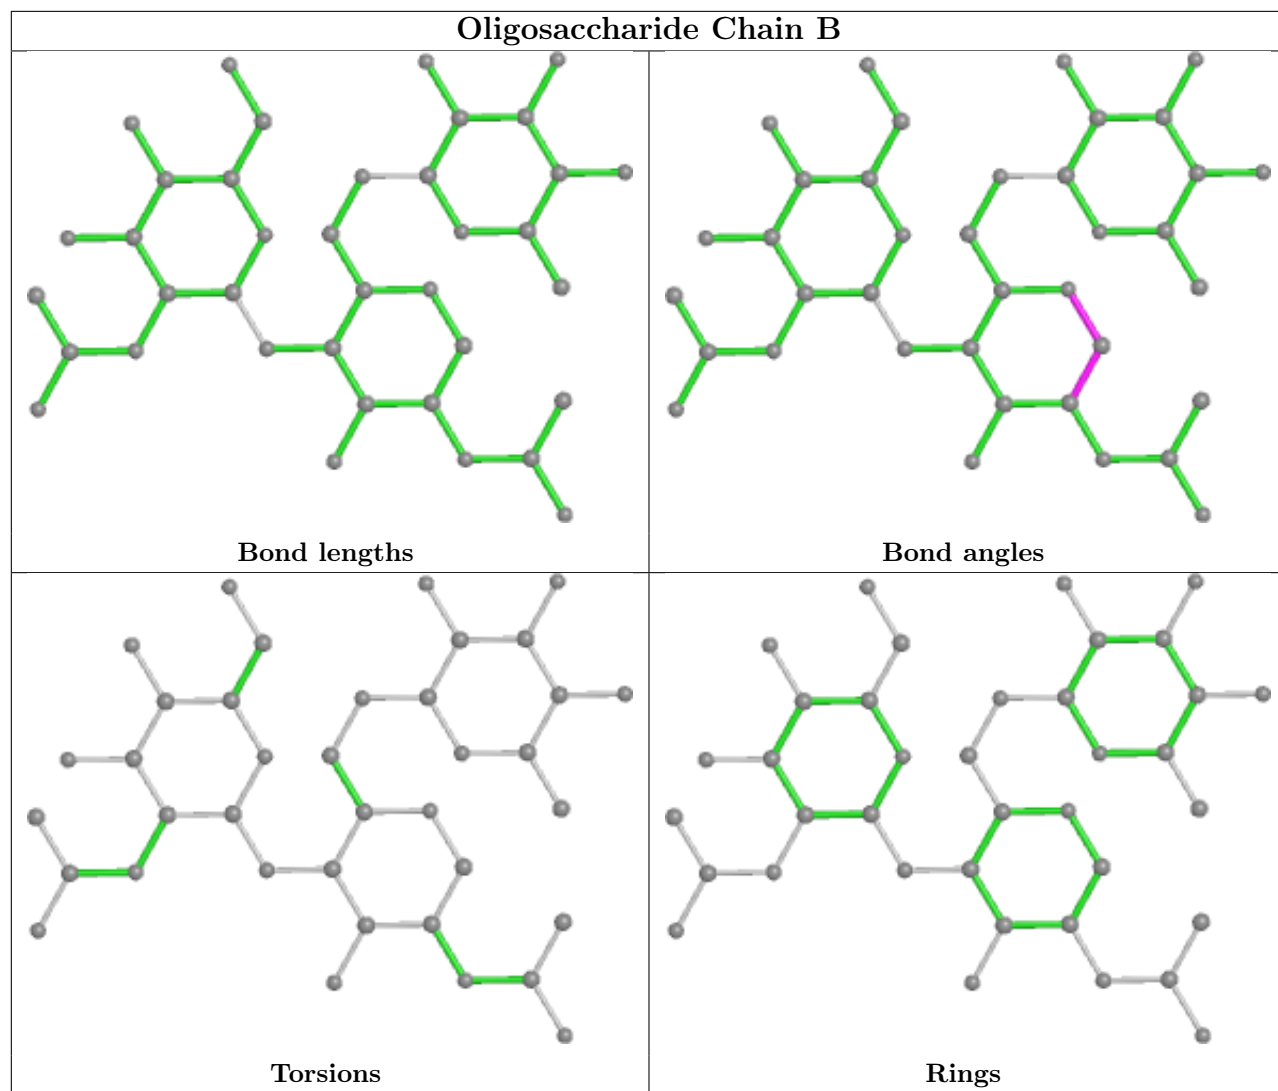 Oligosaccharide Chain B
Bond lengths
Bond angles
Torsions
Rings